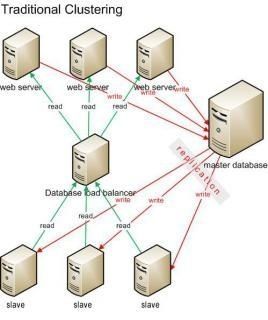 Traditional Clustering
web server
web server
web server
write
write
write
read
read
read
master database
replication
Database load balancer
write
write
write
read
read
read
slave
slave
slave